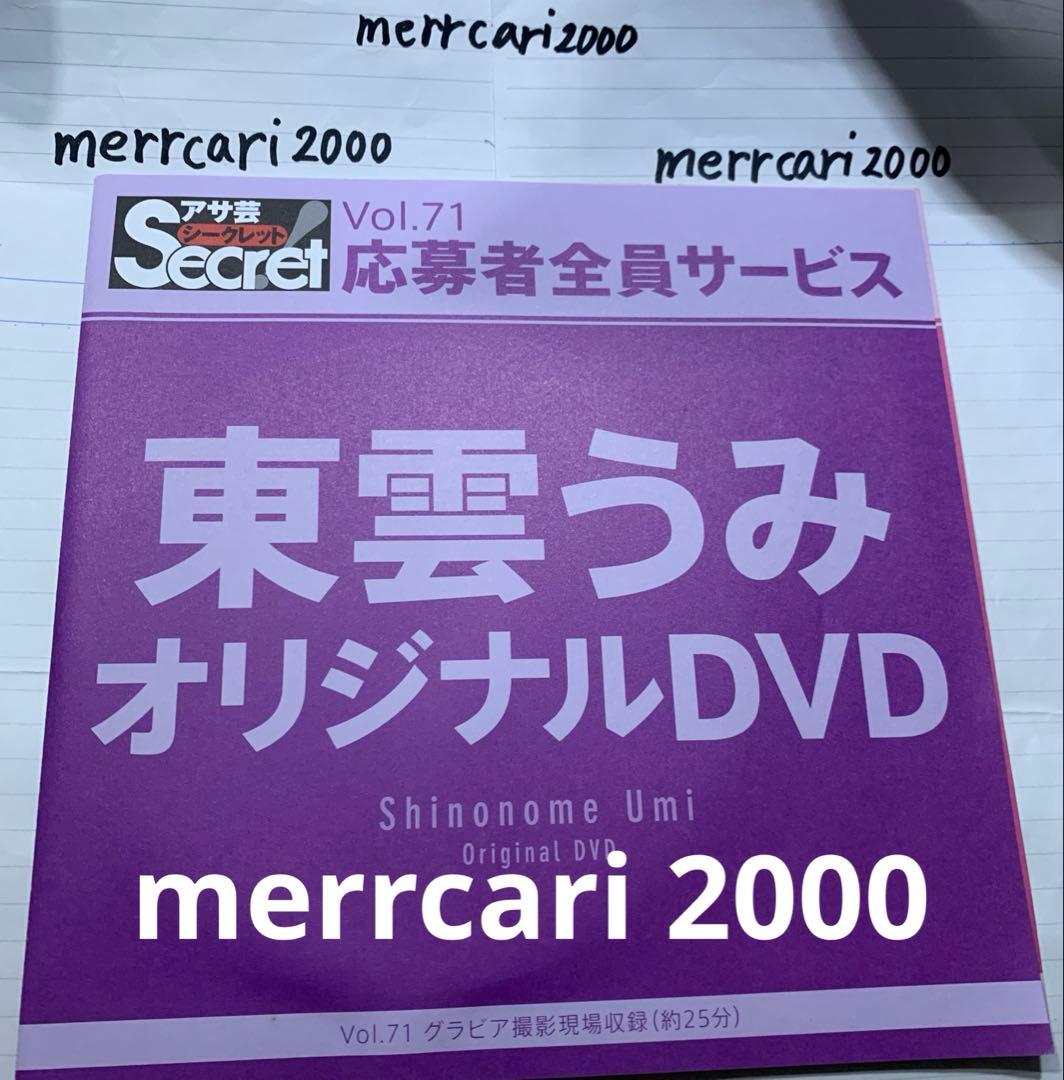 merrcari2000
merrcari2000
merrcari2000
アサ芸
シークレット
Secret!
Vol.71
応募者全員サービス
東雲うみ
オリジナルDVD
Shinonome Umi
Original DVD
merrcari 2000
Vol.71 グラビア撮影現場収録(約25分)